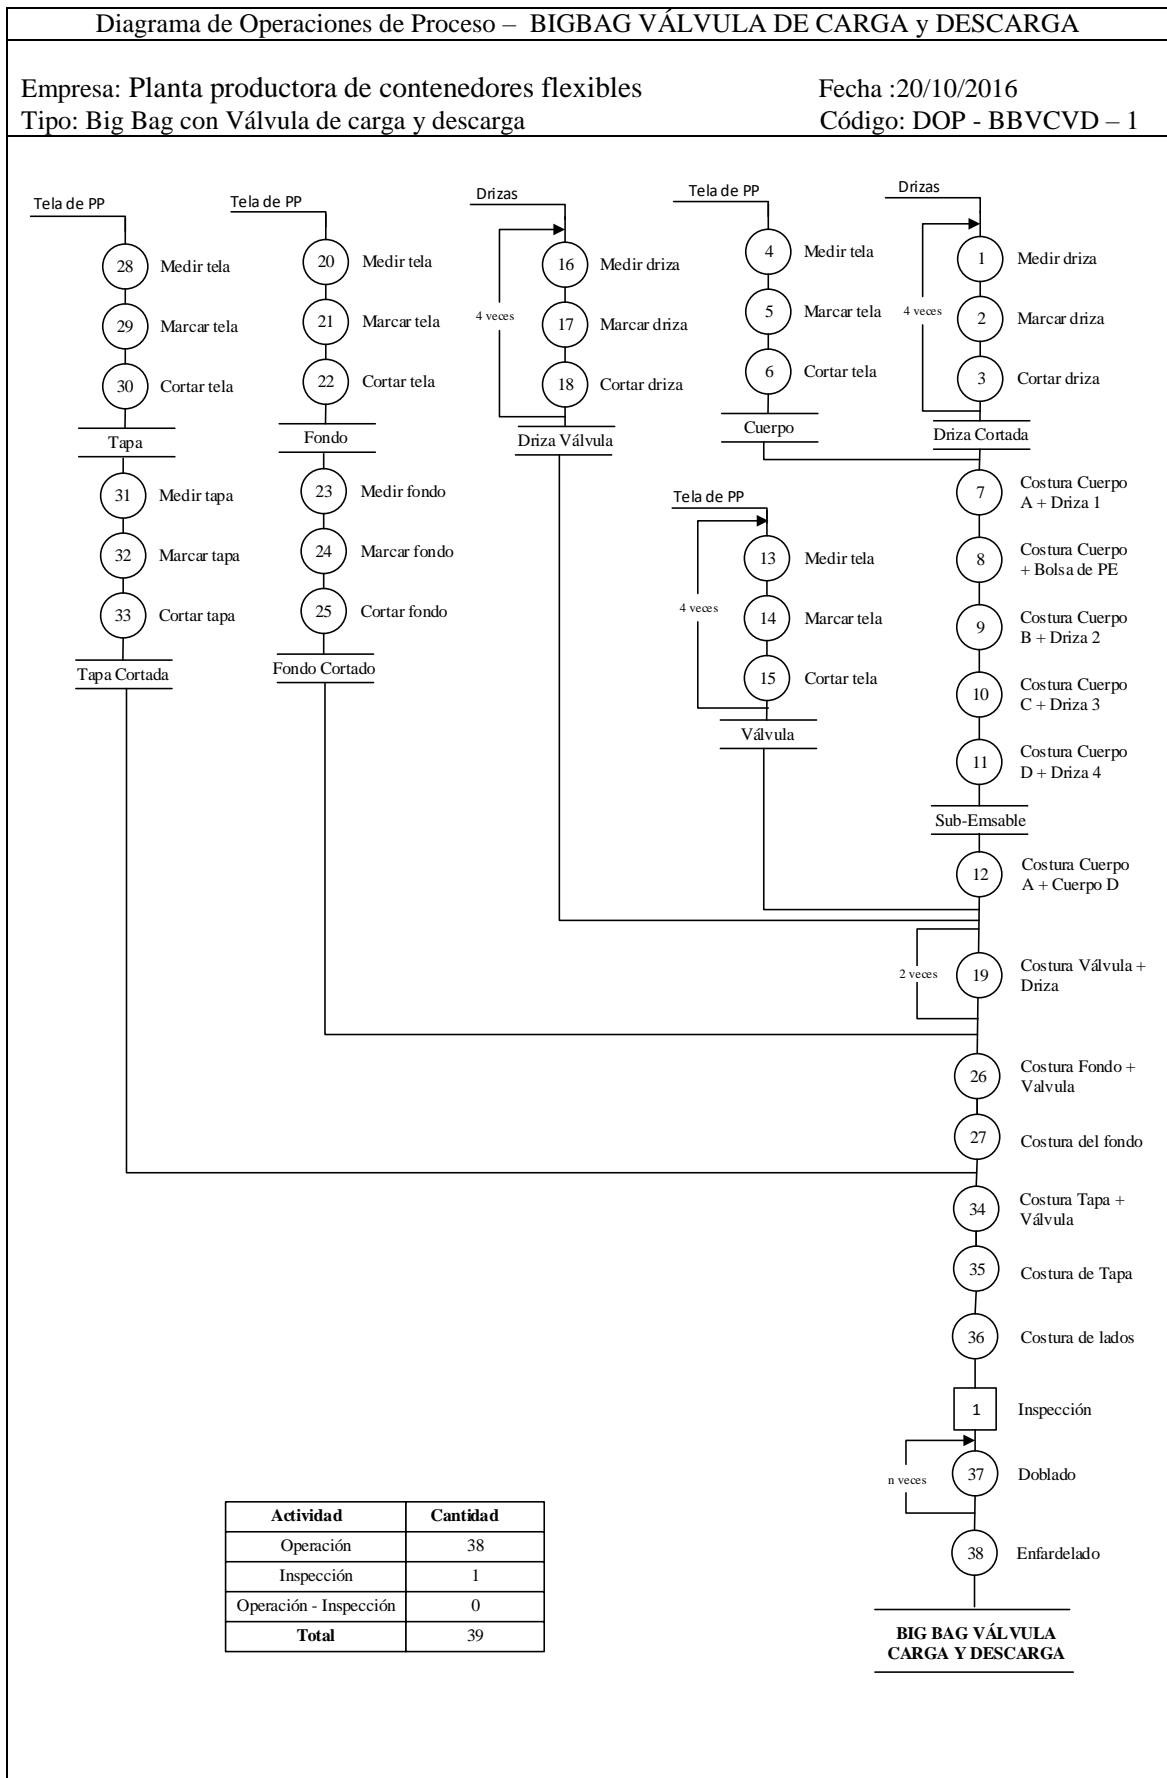 Diagrama de Operaciones de Proceso – BIGBAG VÁLVULA DE CARGA y DESCARGA
Empresa: Planta productora de contenedores flexibles
Fecha :20/10/2016
Tipo: Big Bag con Válvula de carga y descarga
Código: DOP - BBVCVD – 1
Tela de PP
28 Medir tela
29 Marcar tela
30 Cortar tela
Tapa
31 Medir tapa
32 Marcar tapa
33 Cortar tapa
Tapa Cortada
Tela de PP
20 Medir tela
21 Marcar tela
22 Cortar tela
Fondo
23 Medir fondo
24 Marcar fondo
25 Cortar fondo
Fondo Cortado
Drizas
16 Medir driza
4 veces
17 Marcar driza
18 Cortar driza
Driza Válvula
Tela de PP
4 Medir tela
5 Marcar tela
6 Cortar tela
Cuerpo
Tela de PP
13 Medir tela
4 veces
14 Marcar tela
15 Cortar tela
Válvula
Drizas
1 Medir driza
4 veces
2 Marcar driza
3 Cortar driza
Driza Cortada
7 Costura Cuerpo
A + Driza 1
8 Costura Cuerpo
+ Bolsa de PE
9 Costura Cuerpo
B + Driza 2
10 Costura Cuerpo
C + Driza 3
11 Costura Cuerpo
D + Driza 4
Sub-Emsable
12 Costura Cuerpo
A + Cuerpo D
2 veces
19 Costura Válvula +
Driza
26 Costura Fondo +
Valvula
27 Costura del fondo
34 Costura Tapa +
Válvula
35 Costura de Tapa
36 Costura de lados
1 Inspección
n veces
37 Doblado
38 Enfardelado
BIG BAG VÁLVULA
CARGA Y DESCARGA
Actividad Cantidad
Operación 38
Inspección 1
Operación - Inspección 0
Total 39